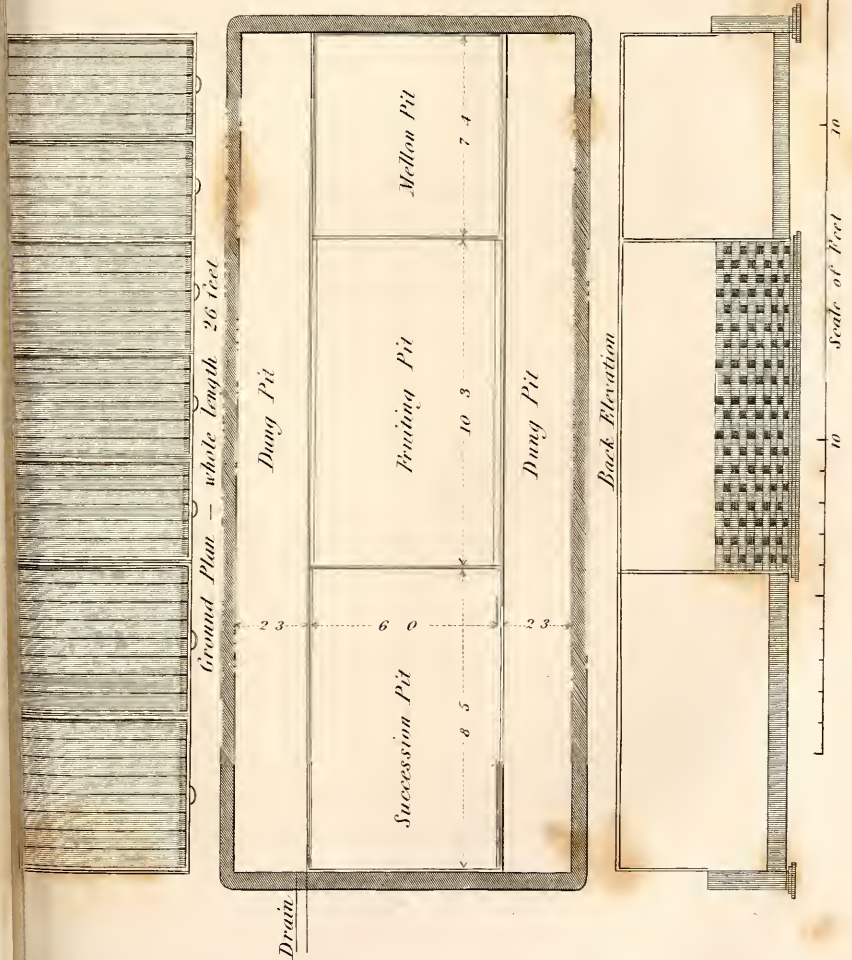 Ground Plan — whole length 26 feet
Dung Pit
Succession Pit
Fruiting Pit
Mellon Pit
8 5
10 3
7 4
2 3
6 0
2 3
Dung Pit
Drain
Back Elevation
10
10
Scale of Feet